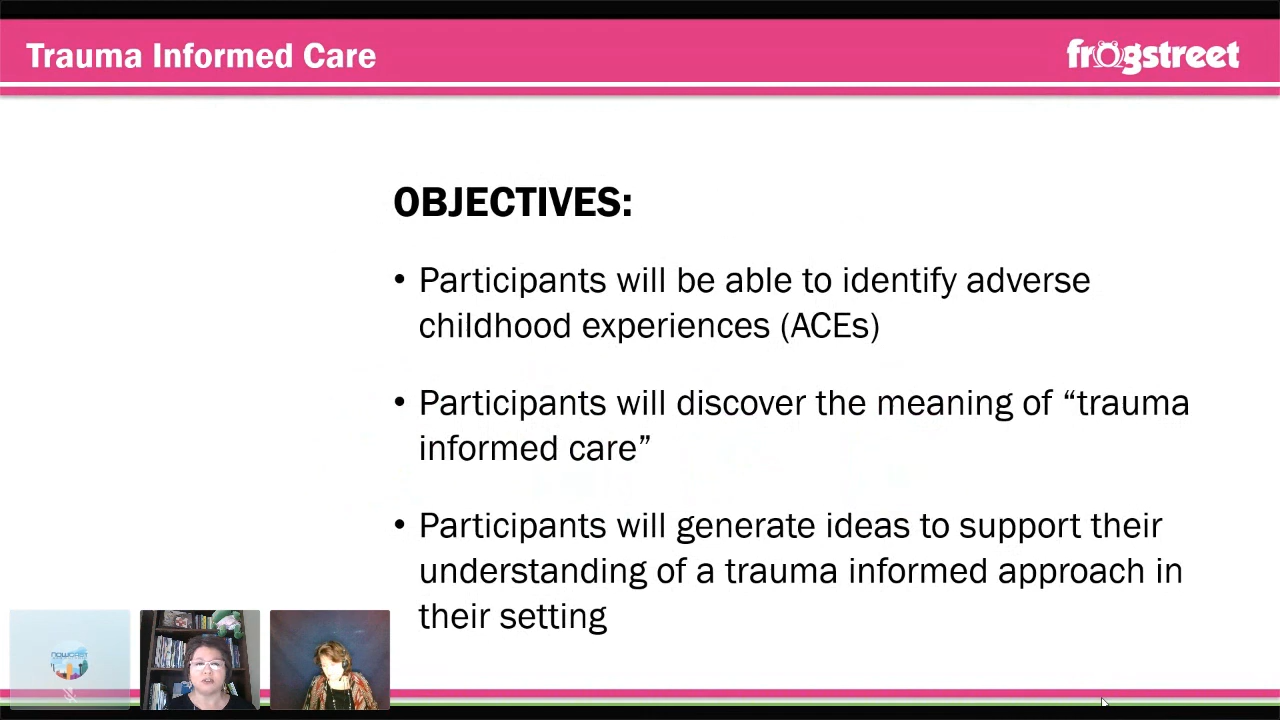 Trauma Informed Care
frogstreet
OBJECTIVES:
• Participants will be able to identify adverse
childhood experiences (ACEs)
• Participants will discover the meaning of “trauma
informed care”
• Participants will generate ideas to support their
understanding of a trauma informed approach in
their setting
NOWCAST